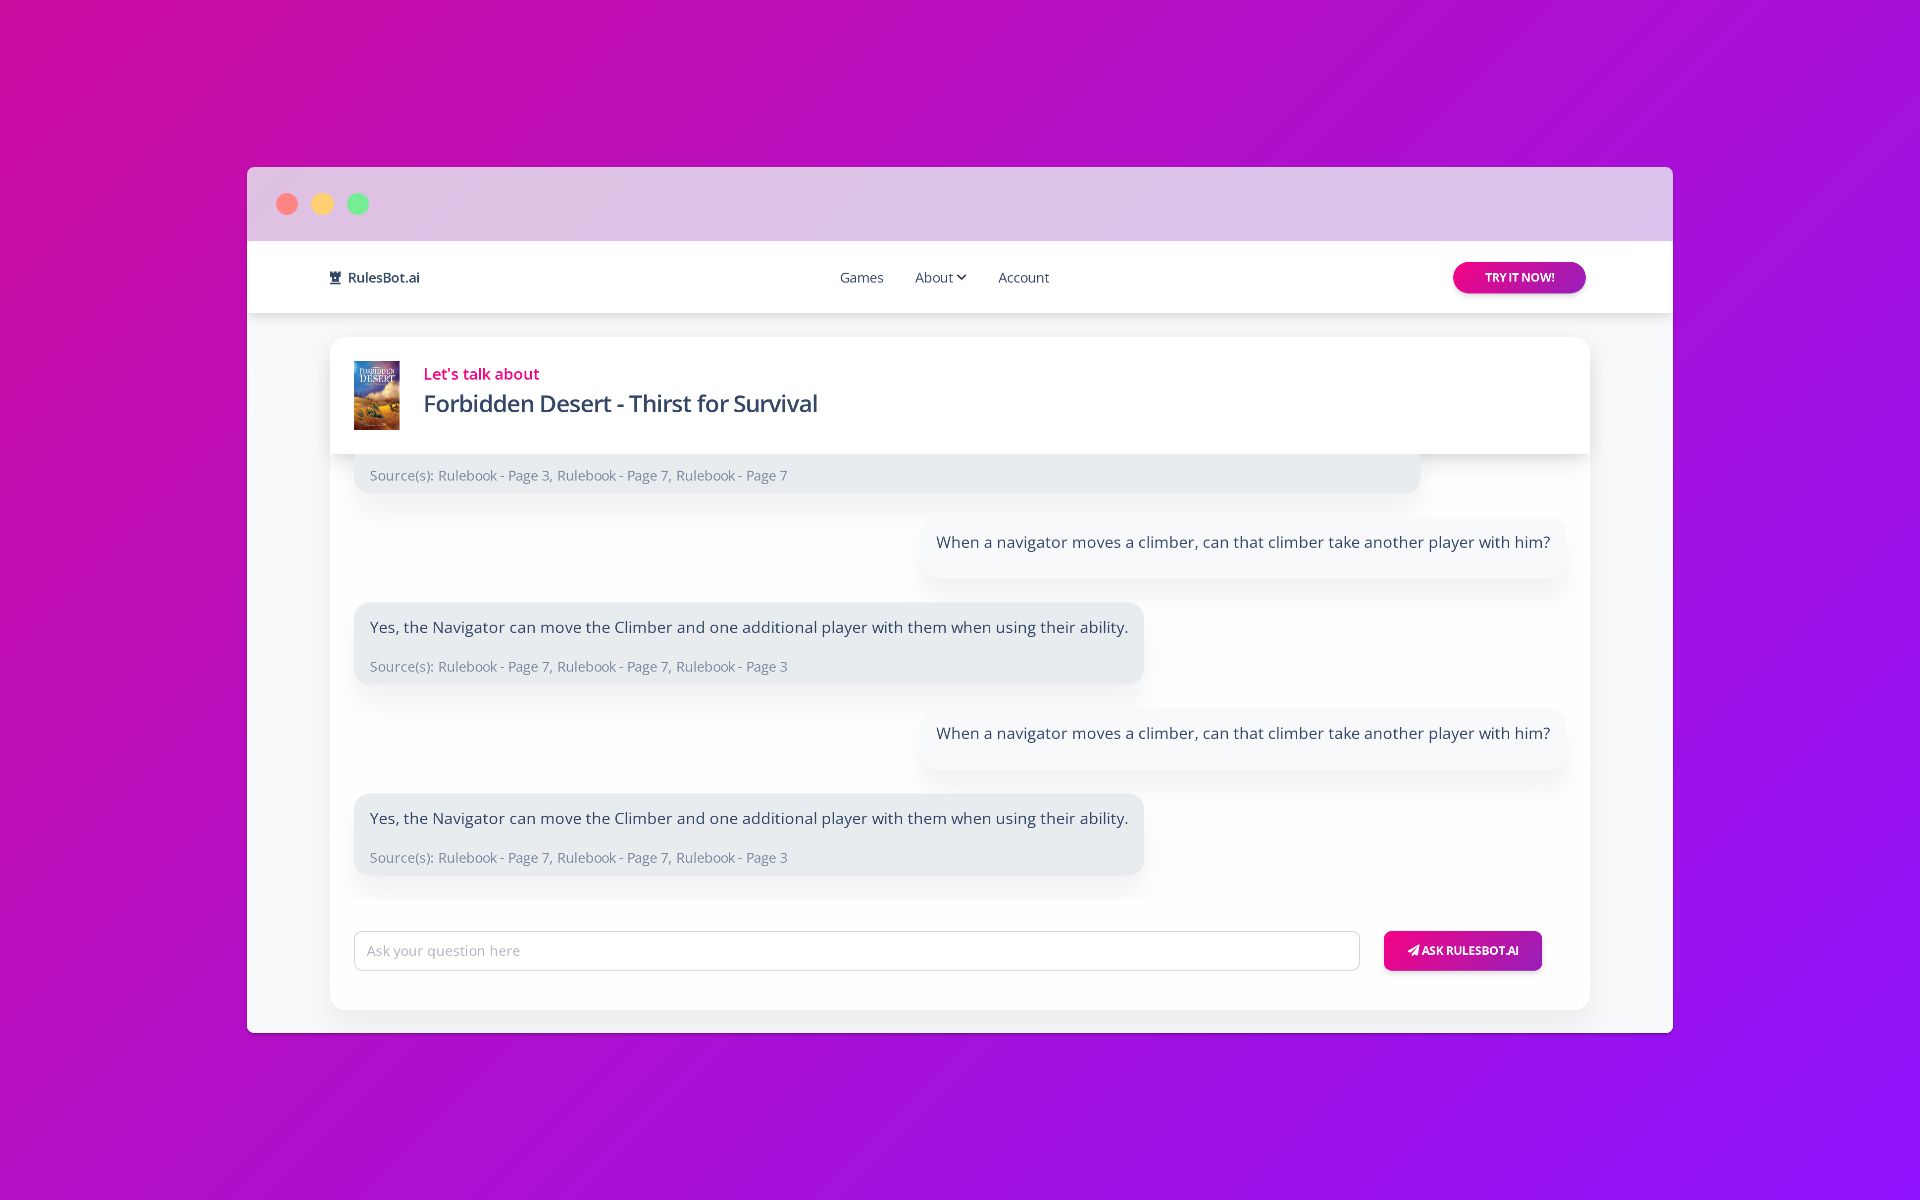 RulesBot.ai
Games
About
Account
TRY IT NOW!
FORBIDDEN
DESERT
Let's talk about
Forbidden Desert - Thirst for Survival
Source(s): Rulebook - Page 3, Rulebook - Page 7, Rulebook - Page 7
When a navigator moves a climber, can that climber take another player with him?
Yes, the Navigator can move the Climber and one additional player with them when using their ability.
Source(s): Rulebook - Page 7, Rulebook - Page 7, Rulebook - Page 3
When a navigator moves a climber, can that climber take another player with him?
Yes, the Navigator can move the Climber and one additional player with them when using their ability.
Source(s): Rulebook - Page 7, Rulebook - Page 7, Rulebook - Page 3
Ask your question here
ASK RULESBOT.AI